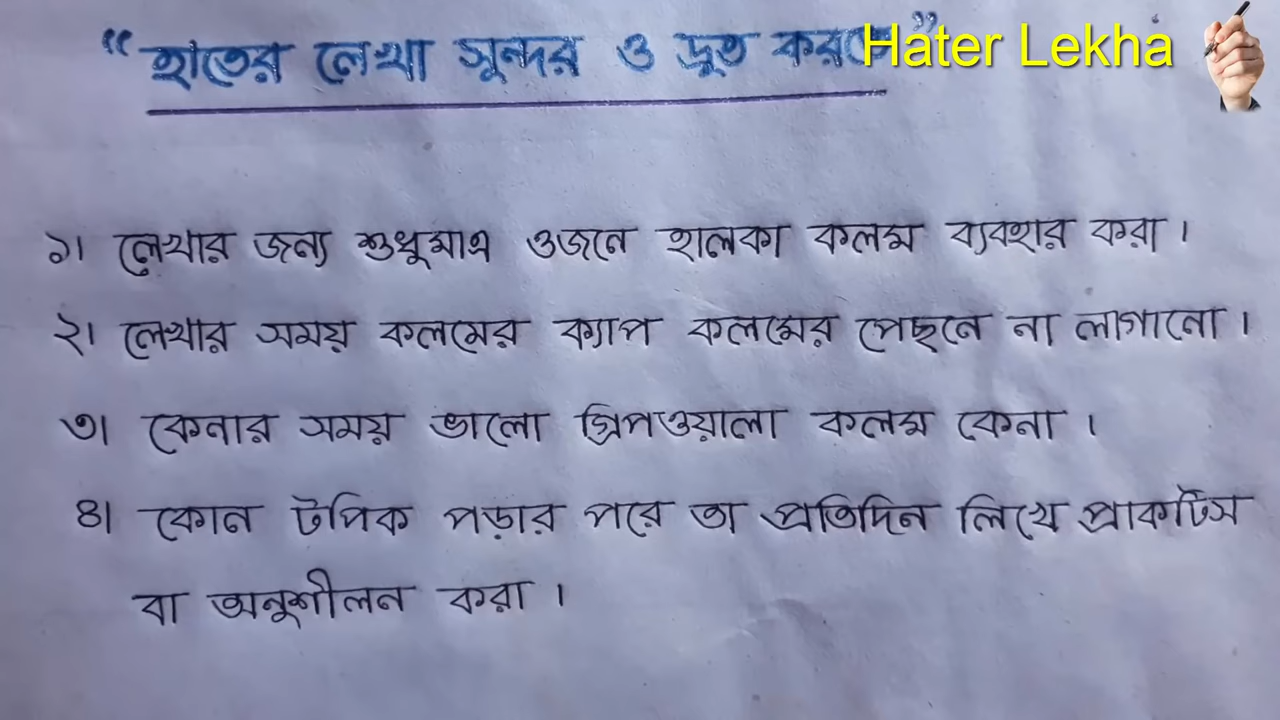 “হাতের লেখা সুন্দর ও দ্রুত করতে”
Hater Lekha
১। লেখার জন্য শুধুমাত্র ওজনে হালকা কলম ব্যবহার করা।
২। লেখার সময় কলমের ক্যাপ কলমের পেছনে না লাগানো।
৩। কেনার সময় ভালো গ্রিপওয়ালা কলম কেনা।
৪। কোন টপিক পড়ার পরে তা প্রতিদিন লিখে প্রাকটিস
বা অনুশীলন করা।